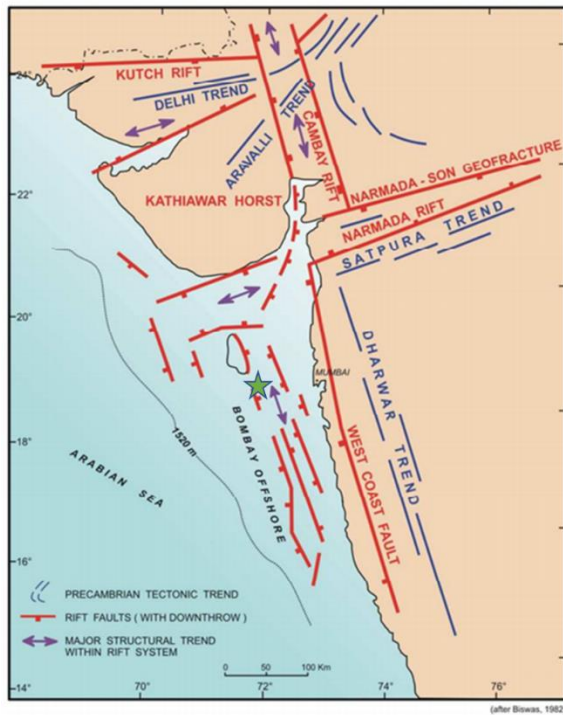 24°
22°
20°
18°
16°
14°
70°
72°
74°
76°
KUTCH RIFT
DELHI TREND
ARAVALLI TREND
CAMBAY RIFT
KATHIAWAR HORST
NARMADA - SON GEOFRACTURE
NARMADA RIFT
SATPURA TREND
MUMBAI
DHARWAR TREND
WEST COAST FAULT
BOMBAY OFFSHORE
1520 m
ARABIAN SEA
PRECAMBRIAN TECTONIC TREND
RIFT FAULTS ( WITH DOWNTHROW )
MAJOR STRUCTURAL TREND
WITHIN RIFT SYSTEM
0 50 100 Km
(after Biswas, 1982